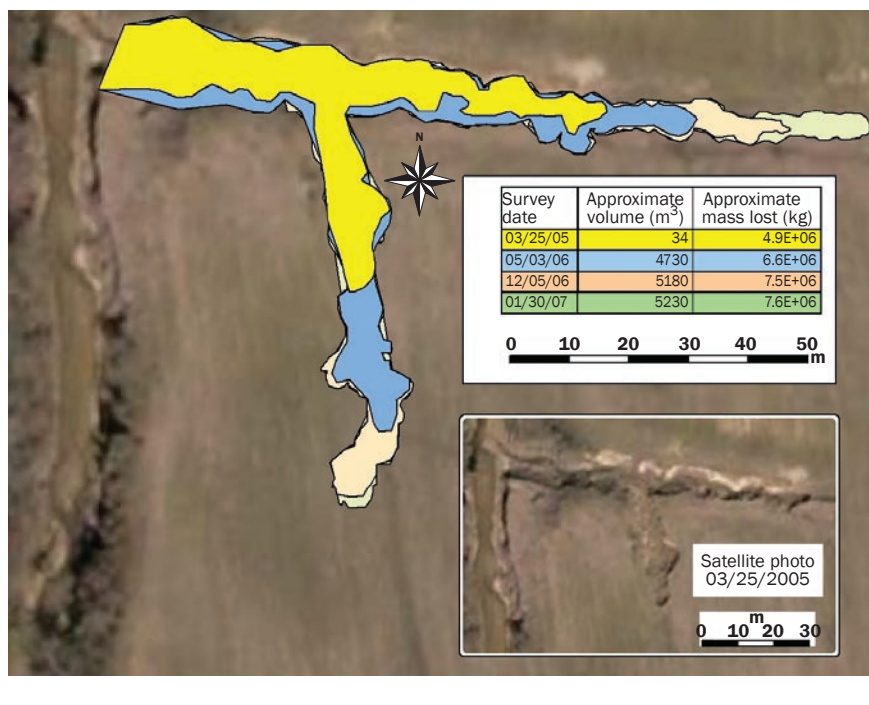 N
Survey date Approximate volume (m³) Approximate mass lost (kg)
03/25/05 34 4.9E+06
05/03/06 4730 6.6E+06
12/05/06 5180 7.5E+06
01/30/07 5230 7.6E+06
0 10 20 30 40 50
m
Satellite photo
03/25/2005
m
0 10 20 30